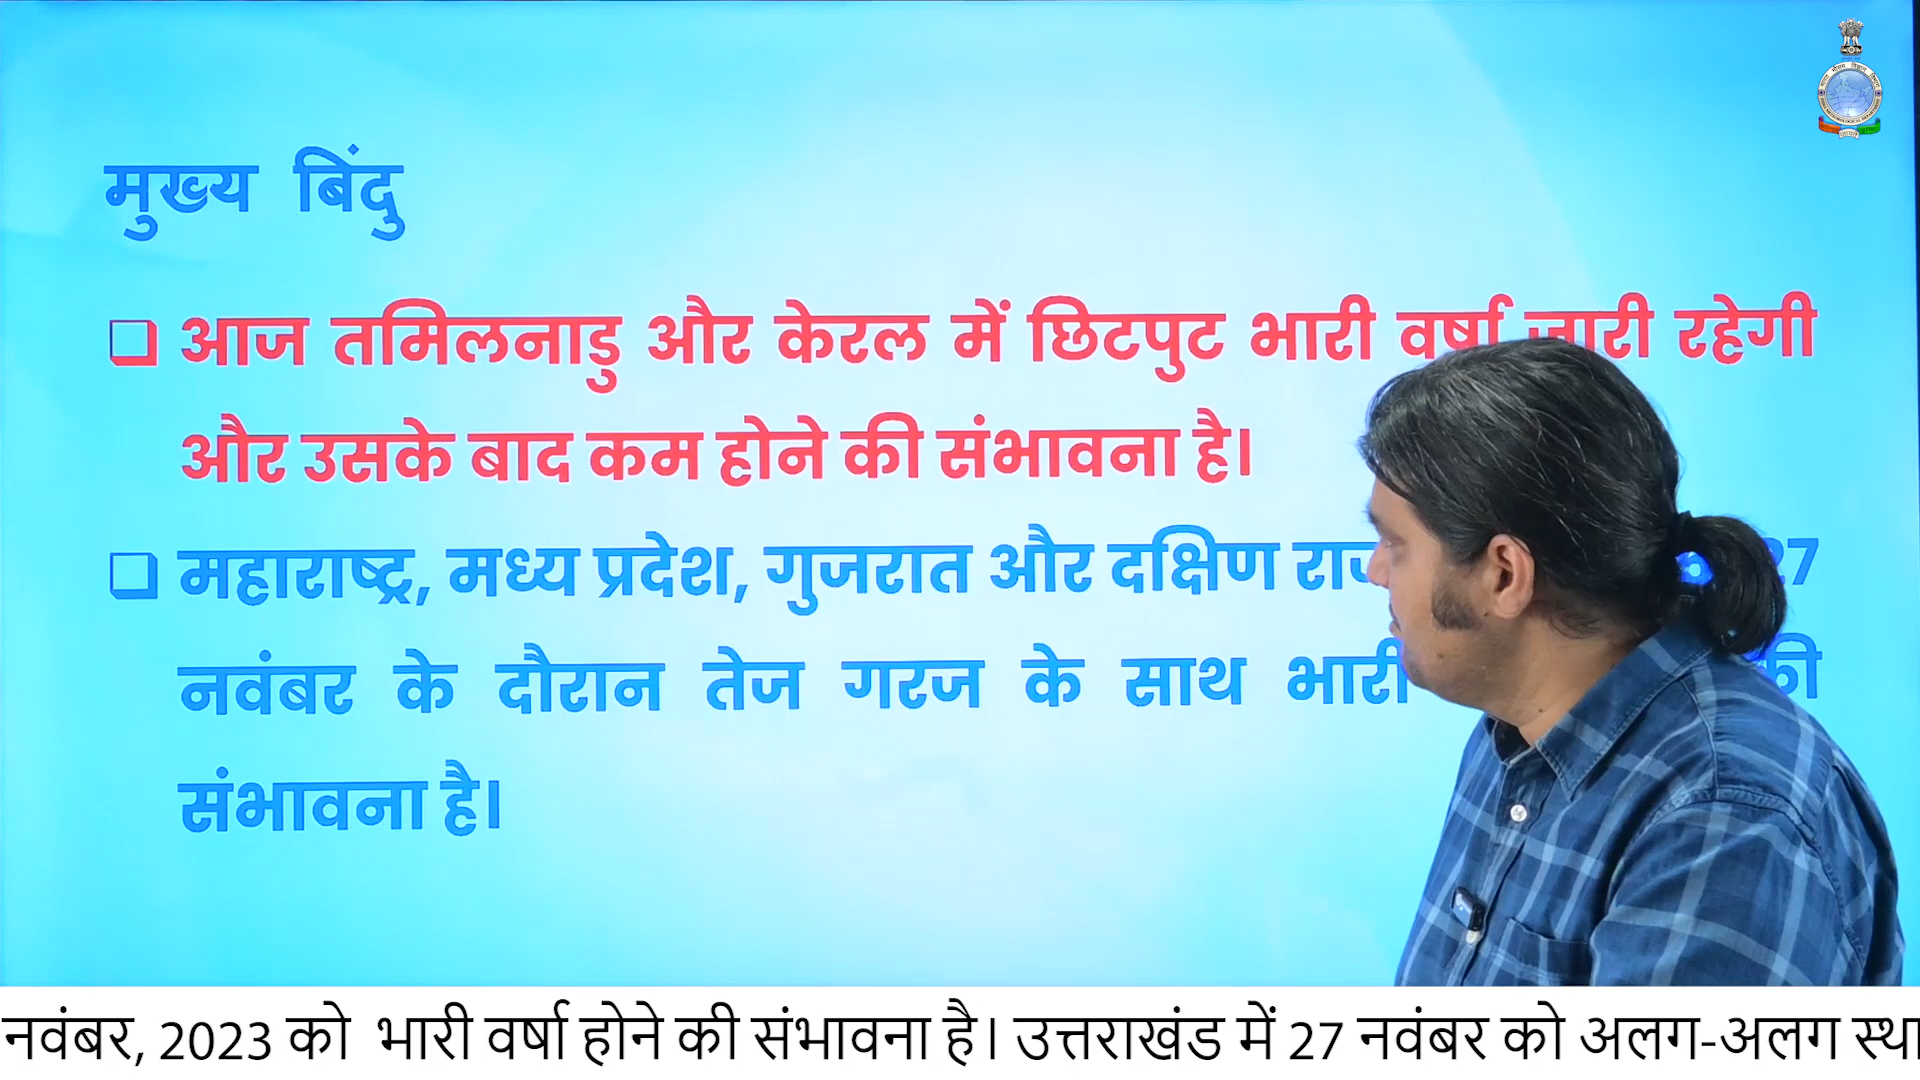 मुख्य बिंदु
आज तमिलनाडु और केरल में छिटपुट भारी वर्षा जारी रहेगी
और उसके बाद कम होने की संभावना है।
महाराष्ट्र, मध्य प्रदेश, गुजरात और दक्षिण 27
नवंबर के दौरान तेज गरज के साथ भारी की
संभावना है।
नवंबर, 2023 को भारी वर्षा होने की संभावना है। उत्तराखंड में 27 नवंबर को अलग-अलग